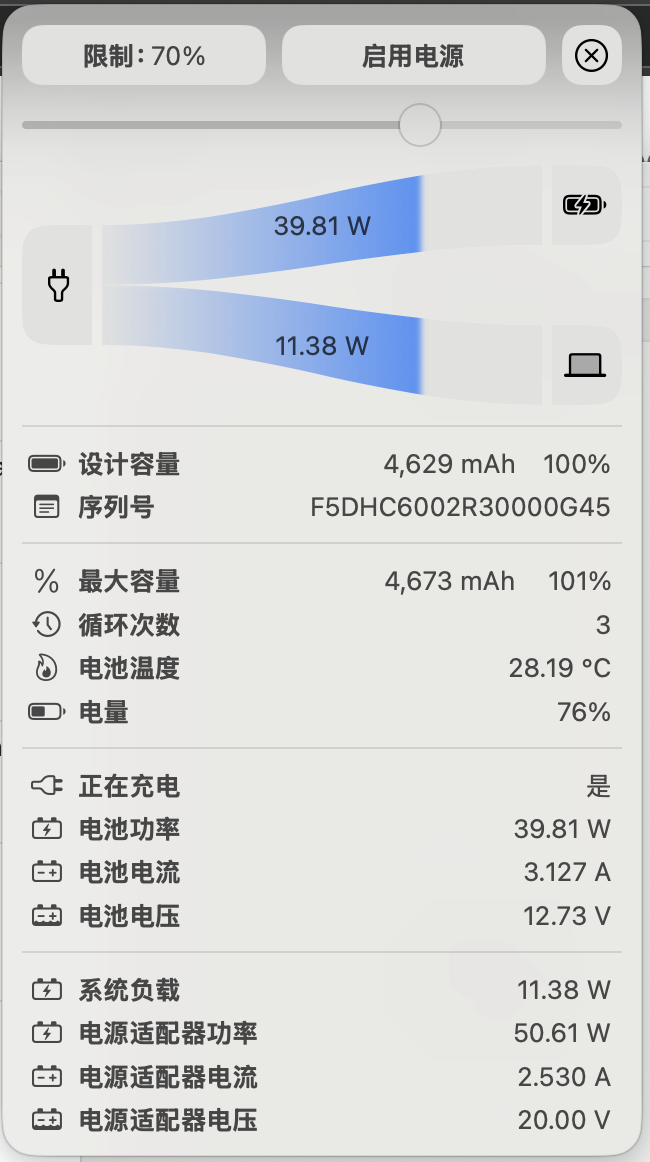 限制：70% 启用电源
39.81 W
11.38 W
设计容量 4,629 mAh 100%
序列号 F5DHC6002R30000G45
% 最大容量 4,673 mAh 101%
循环次数 3
电池温度 28.19 °C
电量 76%
正在充电 是
电池功率 39.81 W
电池电流 3.127 A
电池电压 12.73 V
系统负载 11.38 W
电源适配器功率 50.61 W
电源适配器电流 2.530 A
电源适配器电压 20.00 V